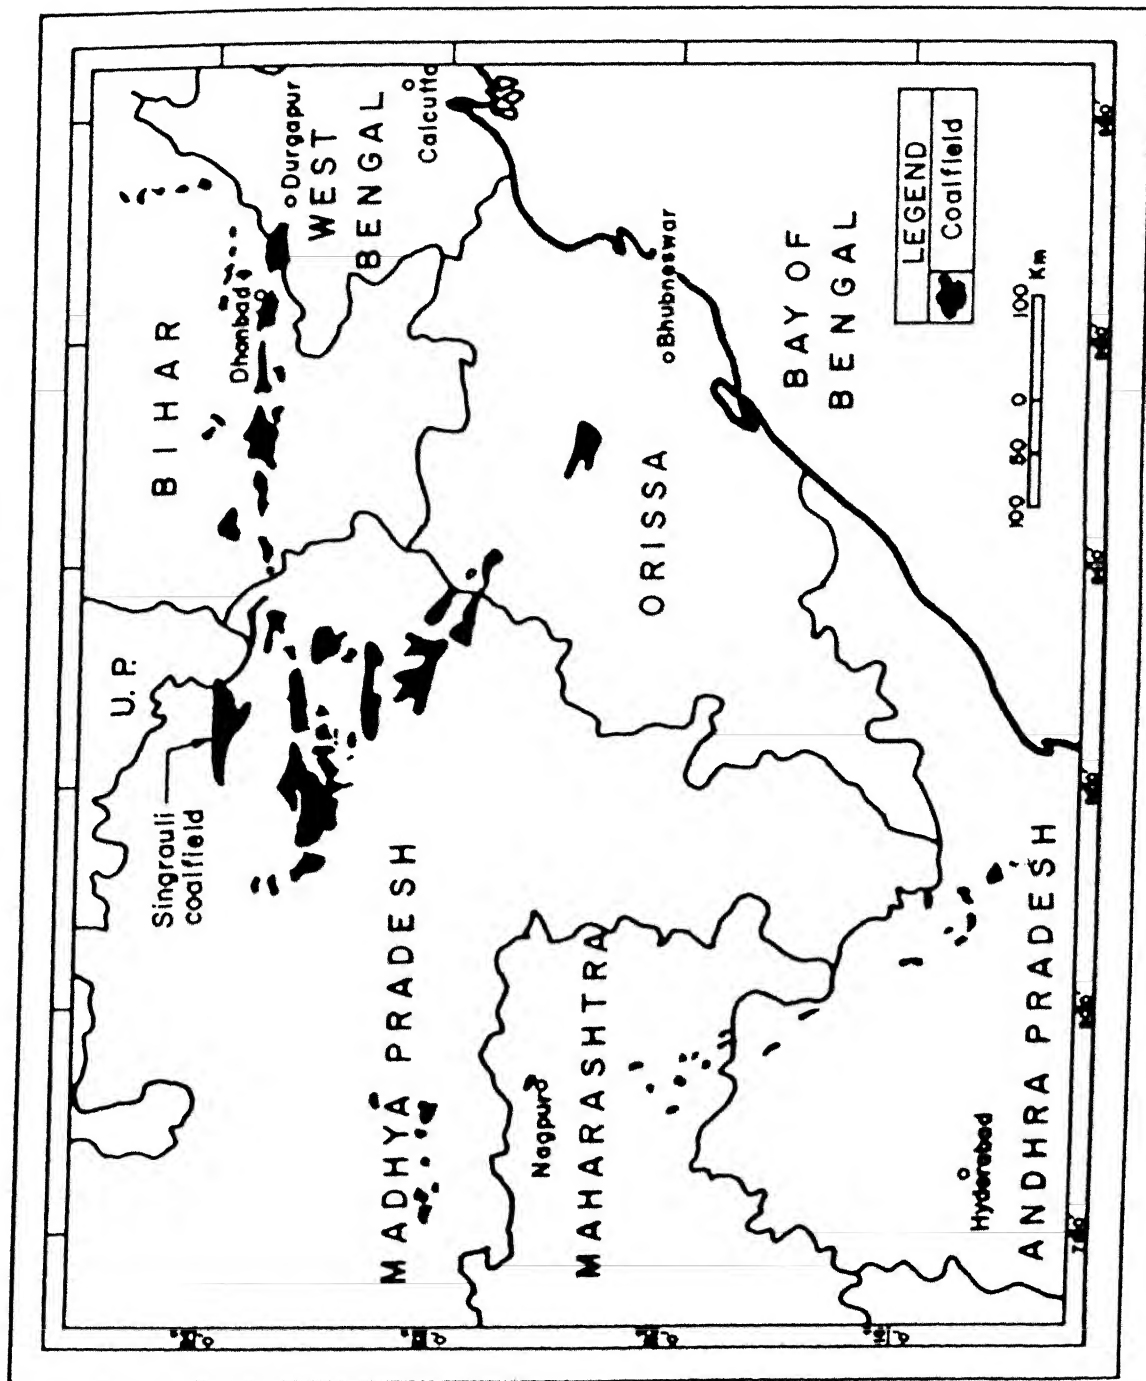 U.P.
BIHAR
Dhanbad
Durgapur
WEST
BENGAL
Calcutta
Singrauli
coalfield
MADHYA PRADESH
ORISSA
Bhubneswar
BAY OF
BENGAL
Nagpur
MAHARASHTRA
Hyderabad
ANDHRA PRADESH
LEGEND
Coalfield
100 50 0 100 Km